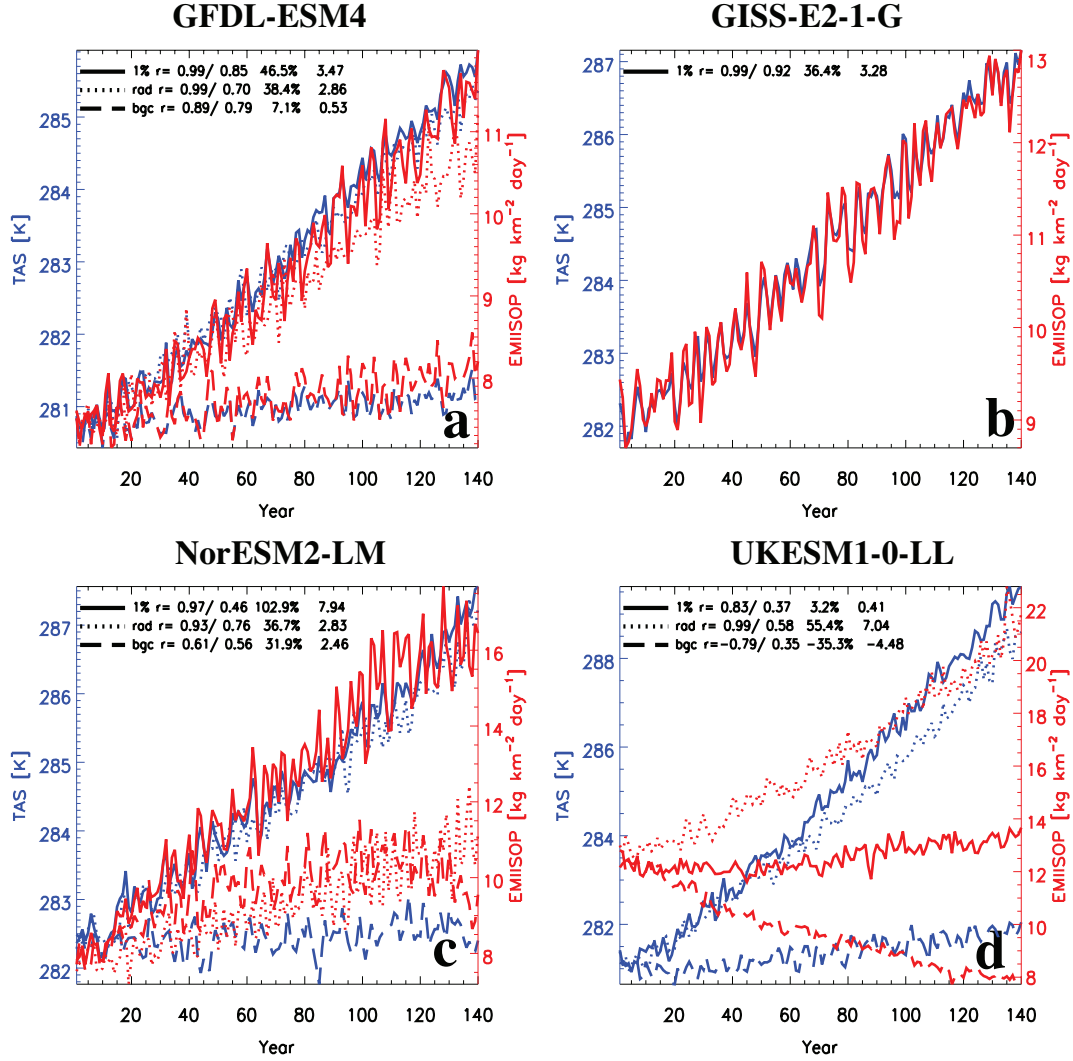 GFDL-ESM4
1% r= 0.99/ 0.85 46.5% 3.47
rad r= 0.99/ 0.70 38.4% 2.86
bgc r= 0.89/ 0.79 7.1% 0.53
285
284
283
282
281
TAS [K]
11
10
9
8
EMIISOP [kg km⁻² day⁻¹]
a
20 40 60 80 100 120 140
Year
GISS-E2-1-G
1% r= 0.99/ 0.92 36.4% 3.28
287
286
285
284
283
282
TAS [K]
13
12
11
10
9
EMIISOP [kg km⁻² day⁻¹]
b
20 40 60 80 100 120 140
Year
NorESM2-LM
1% r= 0.97/ 0.46 102.9% 7.94
rad r= 0.93/ 0.76 36.7% 2.83
bgc r= 0.61/ 0.56 31.9% 2.46
287
286
285
284
283
282
TAS [K]
16
14
12
10
8
EMIISOP [kg km⁻² day⁻¹]
c
20 40 60 80 100 120 140
Year
UKESM1-0-LL
1% r= 0.83/ 0.37 3.2% 0.41
rad r= 0.99/ 0.58 55.4% 7.04
bgc r=-0.79/ 0.35 -35.3% -4.48
288
286
284
282
TAS [K]
22
20
18
16
14
12
10
8
EMIISOP [kg km⁻² day⁻¹]
d
20 40 60 80 100 120 140
Year